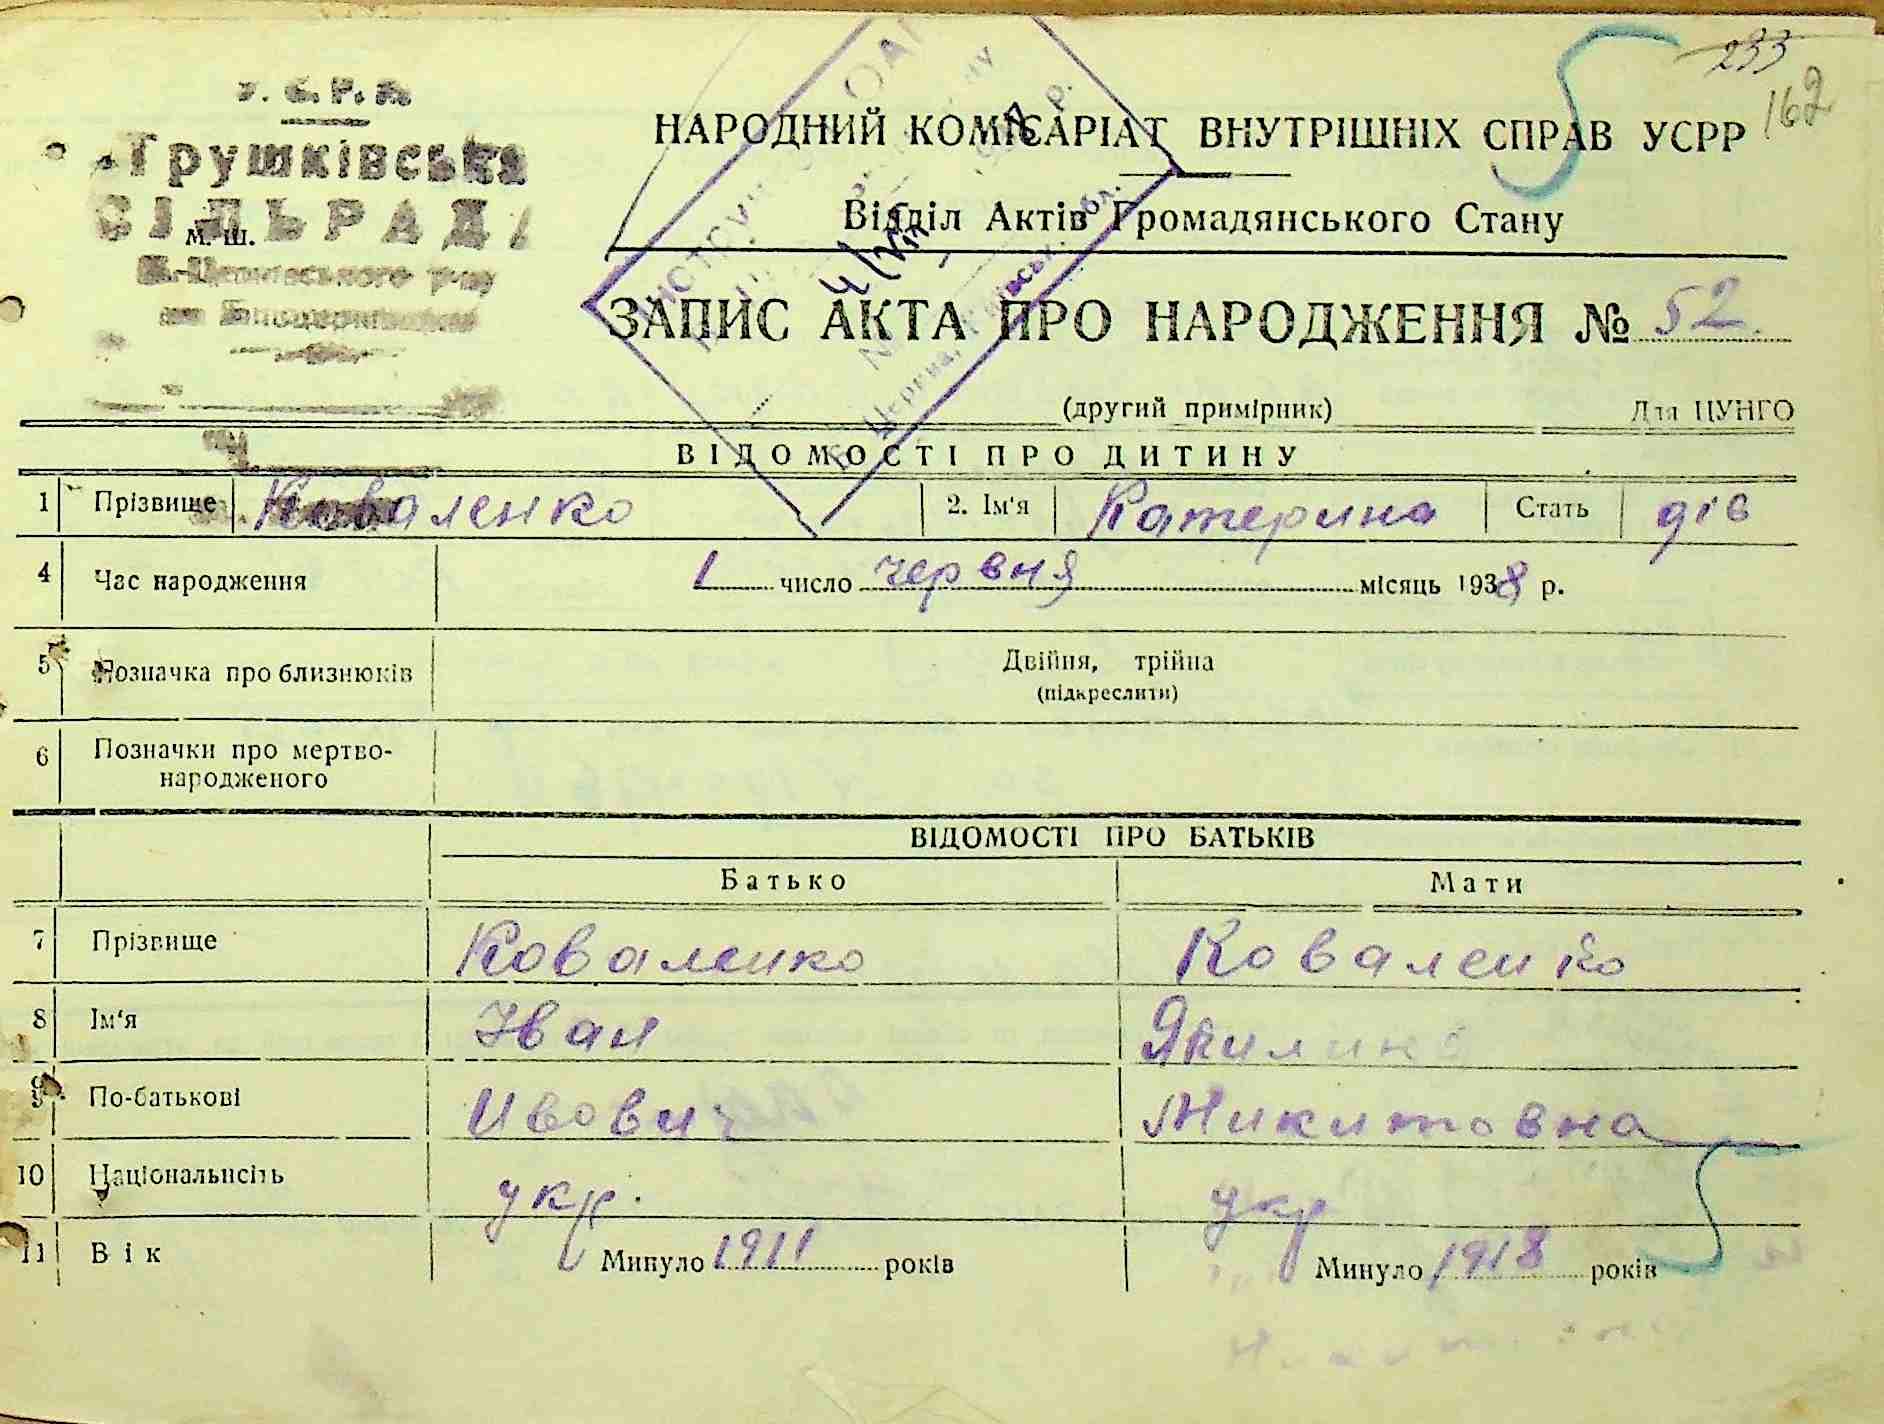 233
162
У. С. Р. Р.
Грушківська
СІЛЬРАДА
М. Ш.
НАРОДНИЙ КОМІСАРІАТ ВНУТРІШНІХ СПРАВ УСРР
Відділ Актів Громадянського Стану
ЗАПИС АКТА ПРО НАРОДЖЕННЯ № 52
(другий примірник) Для ЦУНГО
ВІДОМОСТІ ПРО ДИТИНУ
1 Прізвище Коваленко 2. Ім'я Катерина Стать дів
4 Час народження 1 число червня місяць 1938 р.
5 Позначка про близнюків Двійня, трійня
(підкреслити)
6 Позначки про мертво-
народженого
ВІДОМОСТІ ПРО БАТЬКІВ
Батько Мати
7 Прізвище Коваленко Коваленко
8 Ім'я Іван Якилина
9 По-батькові Ивович Микитовна
10 Національність укр. укр
11 Вік Минуло 1911 років Минуло 1918 років